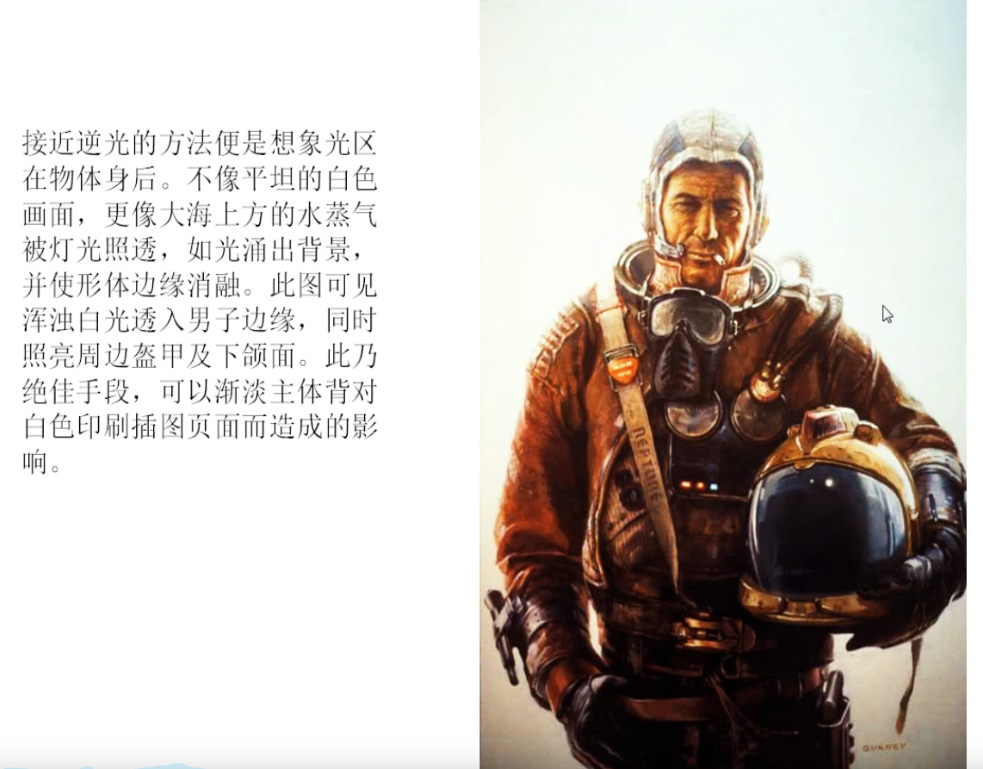 接近逆光的方法便是想象光区
在物体身后。不像平坦的白色
画面，更像大海上方的水蒸气
被灯光照透，如光涌出背景，
并使形体边缘消融。此图可见
浑浊白光透入男子边缘，同时
照亮周边盔甲及下颌面。此乃
绝佳手段，可以渐淡主体背对
白色印刷插图页面而造成的影
响。
NEPTUNE
GURNEY